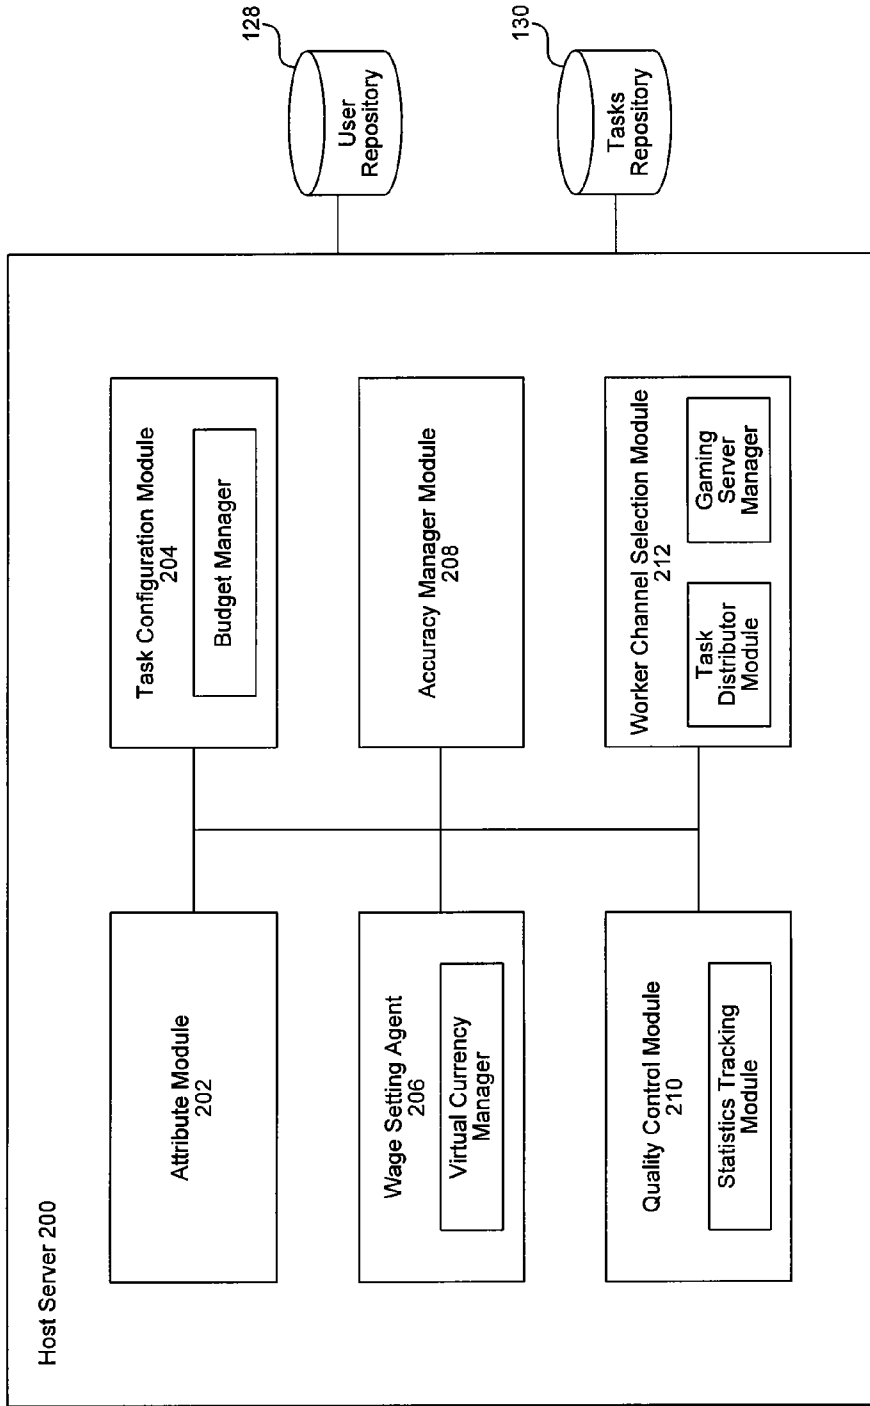 Host Server 200
Attribute Module
202
Task Configuration Module
204
Budget Manager
Wage Setting Agent
206
Virtual Currency
Manager
Accuracy Manager Module
208
Quality Control Module
210
Statistics Tracking
Module
Worker Channel Selection Module
212
Task
Distributor
Module
Gaming
Server
Manager
128
User
Repository
130
Tasks
Repository